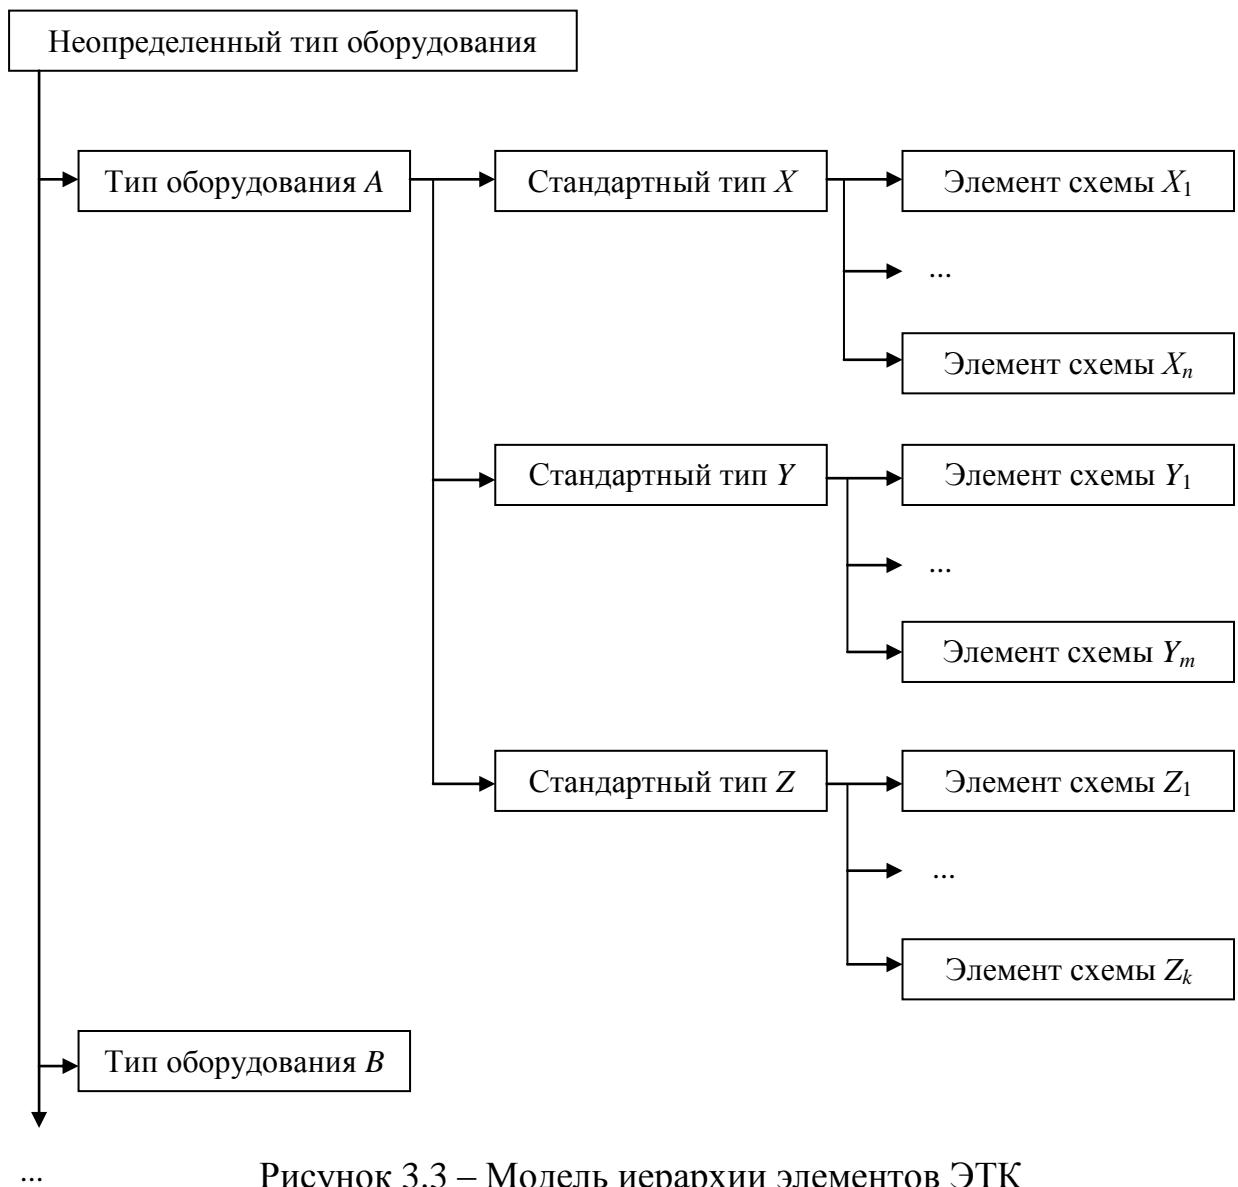 Неопределенный тип оборудования
Тип оборудования A
Стандартный тип X
Элемент схемы X₁
...
Элемент схемы Xₙ
Стандартный тип Y
Элемент схемы Y₁
...
Элемент схемы Yₘ
Стандартный тип Z
Элемент схемы Z₁
...
Элемент схемы Zₖ
Тип оборудования B
...
Рисунок 3.3 – Модель иерархии элементов ЭТК